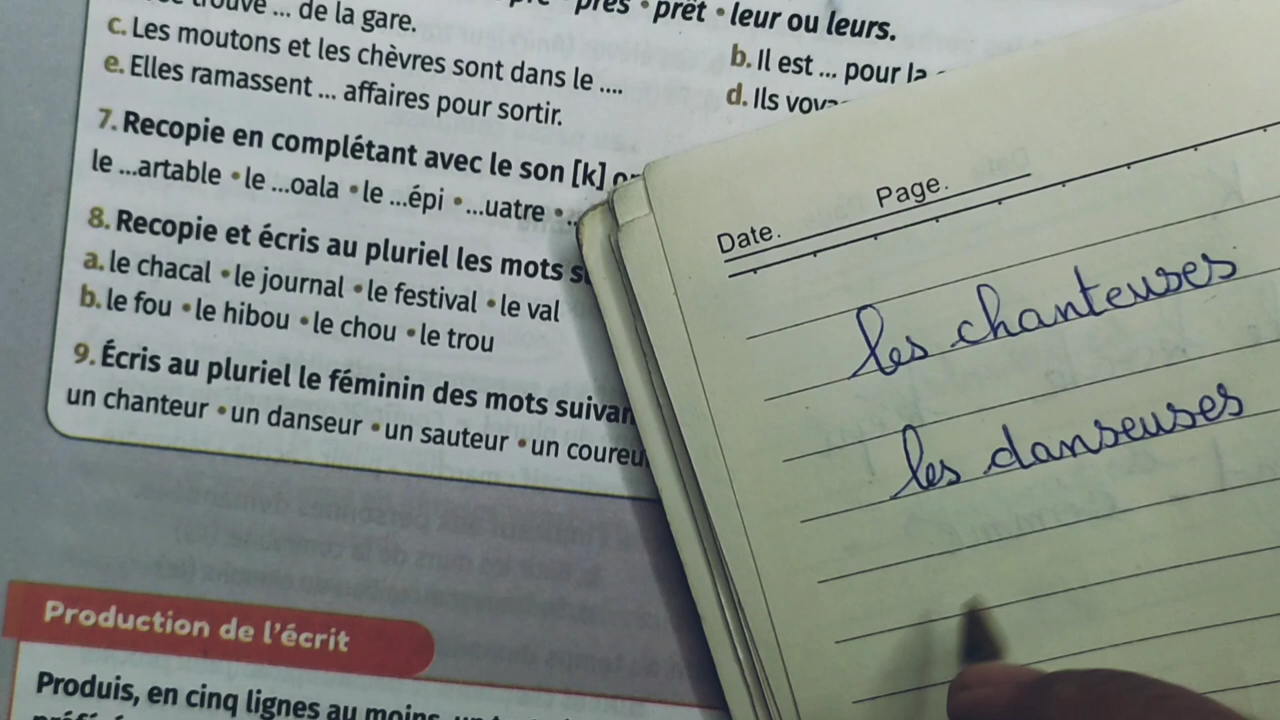 ... de la gare.
près • prêt • leur ou leurs.
c. Les moutons et les chèvres sont dans le ....
b. Il est ... pour la
e. Elles ramassent ... affaires pour sortir.
d. Ils
7. Recopie en complétant avec le son [k]
le ...artable • le ...oala • le ...épi • ...uatre •
8. Recopie et écris au pluriel les mots
a. le chacal • le journal • le festival • le val
b. le fou • le hibou • le chou • le trou
9. Écris au pluriel le féminin des mots
un chanteur • un danseur • un sauteur • un
Production de l'écrit
Produis, en cinq lignes au moins,
Date. Page.
les chanteuses
les danseuses